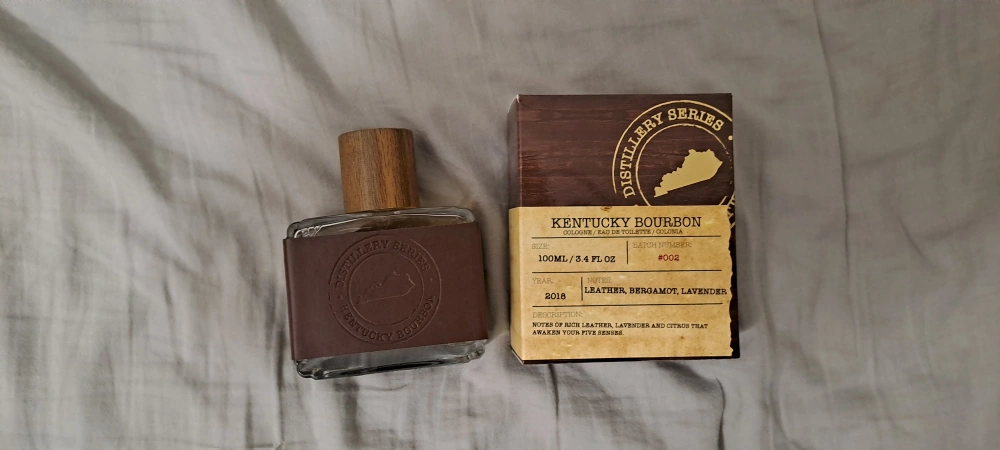 DISTILLERY SERIES
KENTUCKY BOURBON
DISTILLERY SERIES
KENTUCKY BOURBON
COLOGNE / EAU DE TOILETTE / COLONIA
SIZE:
100ML / 3.4 FL OZ
BATCH NUMBER:
#002
YEAR:
2018
NOTES:
LEATHER, BERGAMOT, LAVENDER
DESCRIPTION:
NOTES OF RICH LEATHER, LAVENDER AND CITRUS THAT
AWAKEN YOUR FIVE SENSES.